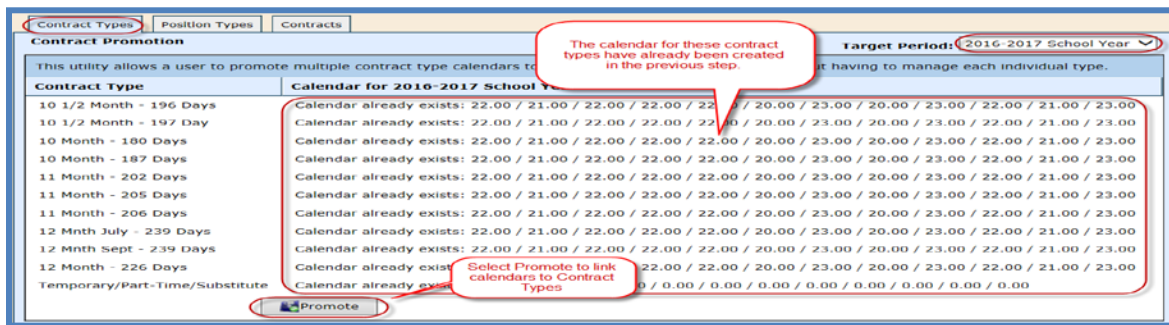 Contract Types Position Types Contracts
Contract Promotion
Target Period: 2016-2017 School Year
The calendar for these contract
types have already been created
in the previous step.
This utility allows a user to promote multiple contract type calendars to t having to manage each individual type.
Contract Type Calendar for 2016-2017 School
10 1/2 Month - 196 Days Calendar already exists: 22.00 / 21.00 / 22.00 / 22.00 / 22.00 / 20.00 / 23.00 / 20.00 / 23.00 / 22.00 / 21.00 / 23.00
10 1/2 Month - 197 Day Calendar already exists: 22.00 / 21.00 / 22.00 / 22.00 / 22.00 / 20.00 / 23.00 / 20.00 / 23.00 / 22.00 / 21.00 / 23.00
10 Month - 180 Days Calendar already exists: 22.00 / 21.00 / 22.00 / 22.00 / 22.00 / 22.00 / 20.00 / 23.00 / 23.00 / 22.00 / 21.00 / 23.00
10 Month - 187 Days Calendar already exists: 22.00 / 21.00 / 22.00 / 22.00 / 22.00 / 22.00 / 20.00 / 23.00 / 23.00 / 22.00 / 21.00 / 23.00
11 Month - 202 Days Calendar already exists: 22.00 / 21.00 / 22.00 / 22.00 / 22.00 / 22.00 / 20.00 / 23.00 / 23.00 / 22.00 / 21.00 / 23.00
11 Month - 205 Days Calendar already exists: 22.00 / 21.00 / 22.00 / 22.00 / 22.00 / 22.00 / 20.00 / 23.00 / 23.00 / 22.00 / 21.00 / 23.00
11 Month - 206 Days Calendar already exists: 22.00 / 21.00 / 22.00 / 22.00 / 22.00 / 22.00 / 20.00 / 23.00 / 23.00 / 22.00 / 21.00 / 23.00
12 Mnth July - 239 Days Calendar already exists: 22.00 / 21.00 / 22.00 / 22.00 / 22.00 / 22.00 / 20.00 / 23.00 / 23.00 / 22.00 / 21.00 / 23.00
12 Mnth Sept - 239 Days Calendar already exists: 22.00 / 21.00 / 22.00 / 22.00 / 22.00 / 22.00 / 20.00 / 23.00 / 23.00 / 22.00 / 21.00 / 23.00
12 Month - 226 Days Calendar already exist 22.00 / 22.00 / 20.00 / 23.00 / 23.00 / 22.00 / 21.00 / 23.00
Temporary/Part-Time/Substitute Calendar already / 0.00 / 0.00 / 0.00 / 0.00 / 0.00 / 0.00 / 0.00
Select Promote to link
calendars to Contract
Types
Promote